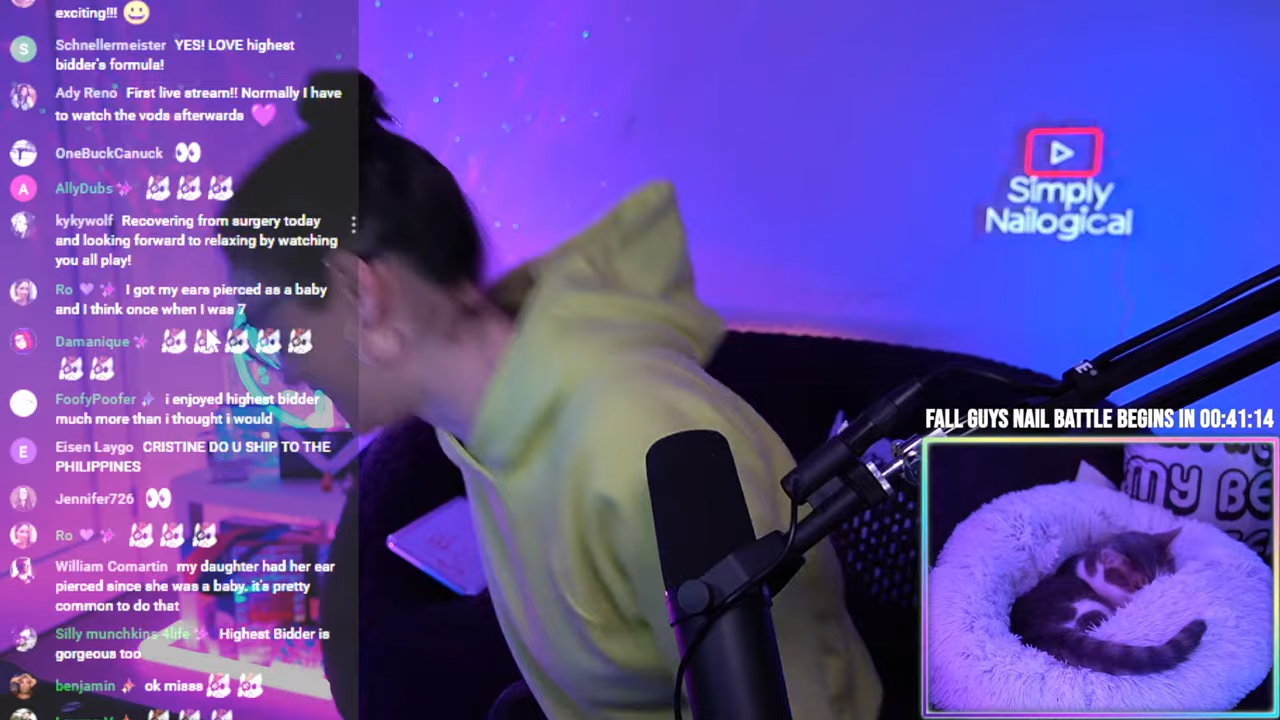 exciting!!! 😀
Schnellermeister YES! LOVE highest
bidder's formula!
Ady Reno First live stream!! Normally I have
to watch the vods afterwards
OneBuckCanuck 👀
AllyDubs
kykywolf Recovering from surgery today
and looking forward to relaxing by watching
you all play!
Ro I got my ears pierced as a baby
and I think once when I was 7
Damanique
FoofyPoofer i enjoyed highest bidder
much more than i thought i would
Eisen Laygo CRISTINE DO U SHIP TO THE
PHILIPPINES
Jennifer726 👀
Ro
William Comartin my daughter had her ear
pierced since she was a baby. it's pretty
common to do that
Silly munchkins 4life Highest Bidder is
gorgeous too
benjamin ok misss
Simply
Nailogical
FALL GUYS NAIL BATTLE BEGINS IN 00:41:14
MY BE